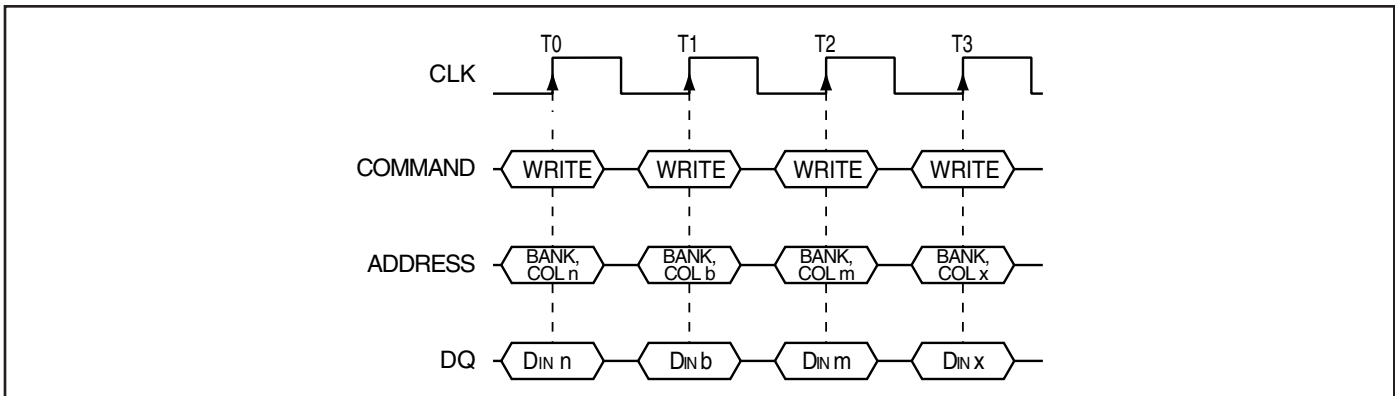 T0 T1 T2 T3
CLK
COMMAND WRITE WRITE WRITE WRITE
ADDRESS BANK, BANK, BANK, BANK,
COL n COL b COL m COL x
DQ DIN n DIN b DIN m DIN x